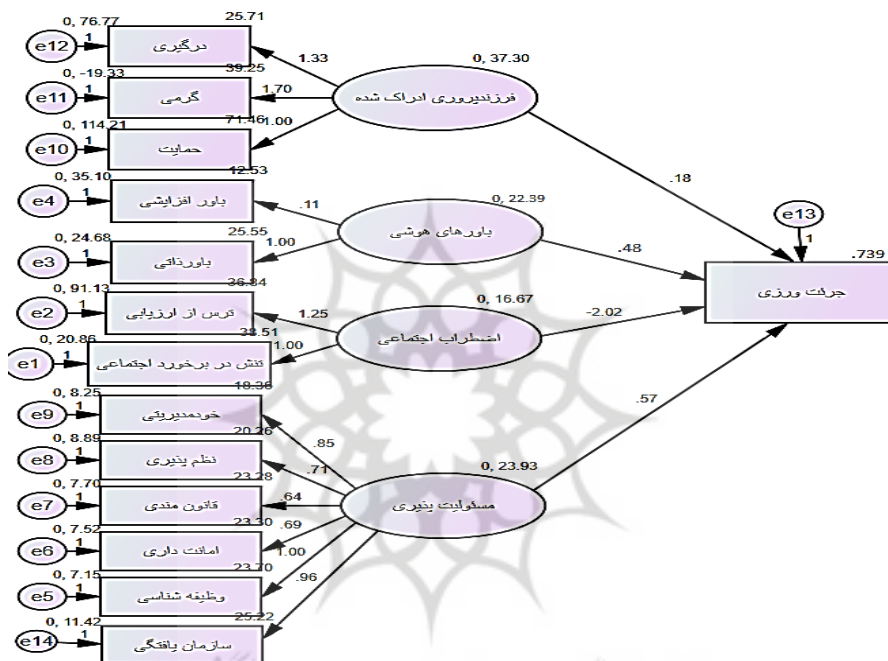 0, 76.77
25.71
e12
1
درگیری
1.33
0, -19.33
39.25
e11
1
گرمی
1.70
0, 37.30
فرزندپروری ادراک شده
0, 114.21
71.46
1.00
e10
1
حمایت
.18
0, 35.10
12.53
e4
1
باور افزایشی
.11
0, 22.39
باورهای هوشی
0, 24.68
25.55
e3
1
باورذاتی
1.00
.48
e13
1
.739
جرئت ورزی
0, 91.13
36.84
e2
1
ترس از ارزیابی
1.25
0, 16.67
اضطراب اجتماعی
-2.02
0, 20.86
38.51
e1
1
تنش در برخورد اجتماعی
1.00
0, 8.25
18.36
e9
1
خودمدیریتی
.85
.57
0, 8.89
20.26
e8
1
نظم پذیری
.71
0, 23.93
مسئولیت پذیری
0, 7.70
23.28
e7
1
قانون مندی
.64
0, 7.52
23.30
e6
1
امانت داری
.69
0, 7.15
23.70
e5
1
وظیفه شناسی
1.00
0, 11.42
25.22
e14
1
سازمان یافتگی
.96